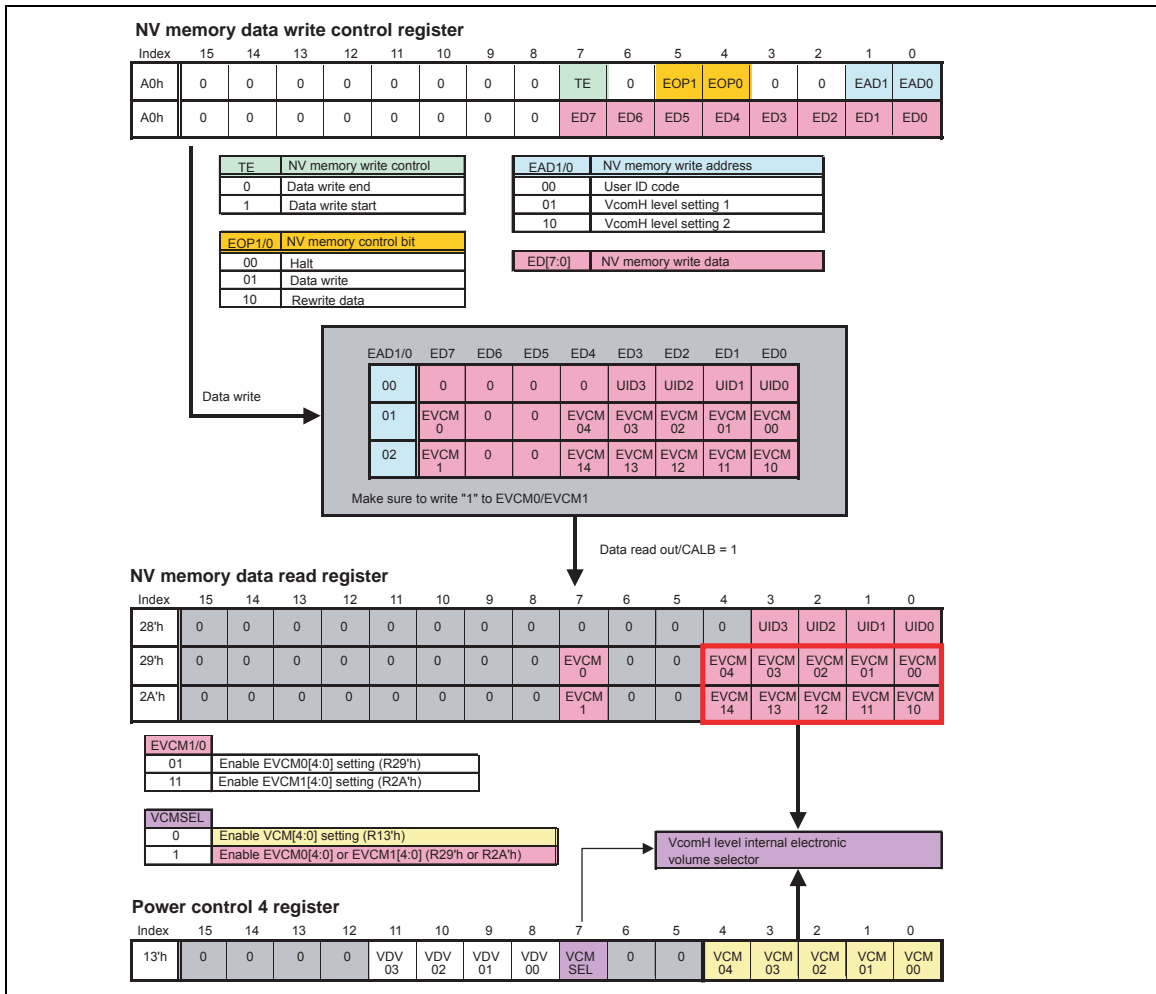 NV memory data write control register
Index 15 14 13 12 11 10 9 8 7 6 5 4 3 2 1 0
A0h 0 0 0 0 0 0 0 0 TE 0 EOP1 EOP0 0 0 EAD1 EAD0
A0h 0 0 0 0 0 0 0 0 ED7 ED6 ED5 ED4 ED3 ED2 ED1 ED0
TE NV memory write control
0 Data write end
1 Data write start
EAD1/0 NV memory write address
00 User ID code
01 VcomH level setting 1
10 VcomH level setting 2
EOP1/0 NV memory control bit
00 Halt
01 Data write
10 Rewrite data
ED[7:0] NV memory write data
Data write
EAD1/0 ED7 ED6 ED5 ED4 ED3 ED2 ED1 ED0
00 0 0 0 0 UID3 UID2 UID1 UID0
01 EVCM 0 0 0 EVCM 04 EVCM 03 EVCM 02 EVCM 01 EVCM 00
02 EVCM 1 0 0 EVCM 14 EVCM 13 EVCM 12 EVCM 11 EVCM 10
Make sure to write "1" to EVCM0/EVCM1
Data read out/CALB = 1
NV memory data read register
Index 15 14 13 12 11 10 9 8 7 6 5 4 3 2 1 0
28'h 0 0 0 0 0 0 0 0 0 0 0 0 UID3 UID2 UID1 UID0
29'h 0 0 0 0 0 0 0 0 EVCM 0 0 0 EVCM 04 EVCM 03 EVCM 02 EVCM 01 EVCM 00
2A'h 0 0 0 0 0 0 0 0 EVCM 1 0 0 EVCM 14 EVCM 13 EVCM 12 EVCM 11 EVCM 10
EVCM1/0
01 Enable EVCM0[4:0] setting (R29'h)
11 Enable EVCM1[4:0] setting (R2A'h)
VCMSEL
0 Enable VCM[4:0] setting (R13'h)
1 Enable EVCM0[4:0] or EVCM1[4:0] (R29'h or R2A'h)
VcomH level internal electronic
volume selector
Power control 4 register
Index 15 14 13 12 11 10 9 8 7 6 5 4 3 2 1 0
13'h 0 0 0 0 VDV 03 VDV 02 VDV 01 VDV 00 VCM SEL 0 0 VCM 04 VCM 03 VCM 02 VCM 01 VCM 00